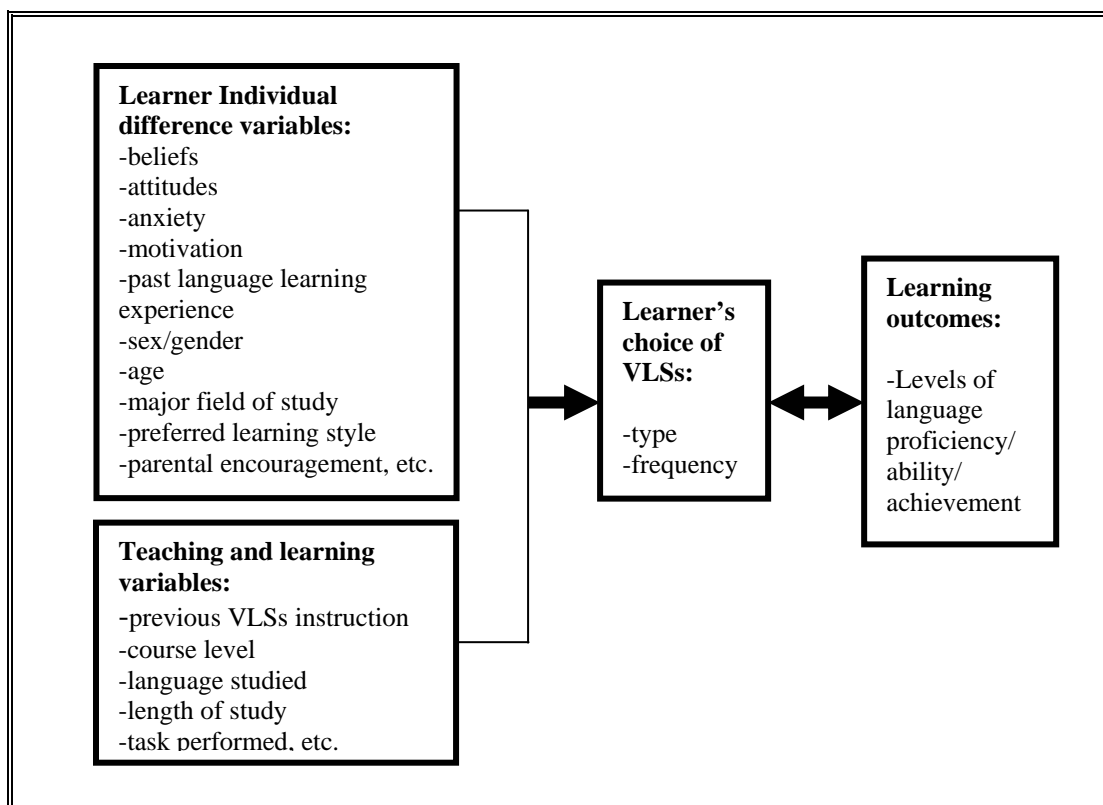 Learner Individual
difference variables:
-beliefs
-attitudes
-anxiety
-motivation
-past language learning
experience
-sex/gender
-age
-major field of study
-preferred learning style
-parental encouragement, etc.
Teaching and learning
variables:
-previous VLSs instruction
-course level
-language studied
-length of study
-task performed, etc.
Learner’s
choice of
VLSs:
-type
-frequency
Learning
outcomes:
-Levels of
language
proficiency/
ability/
achievement